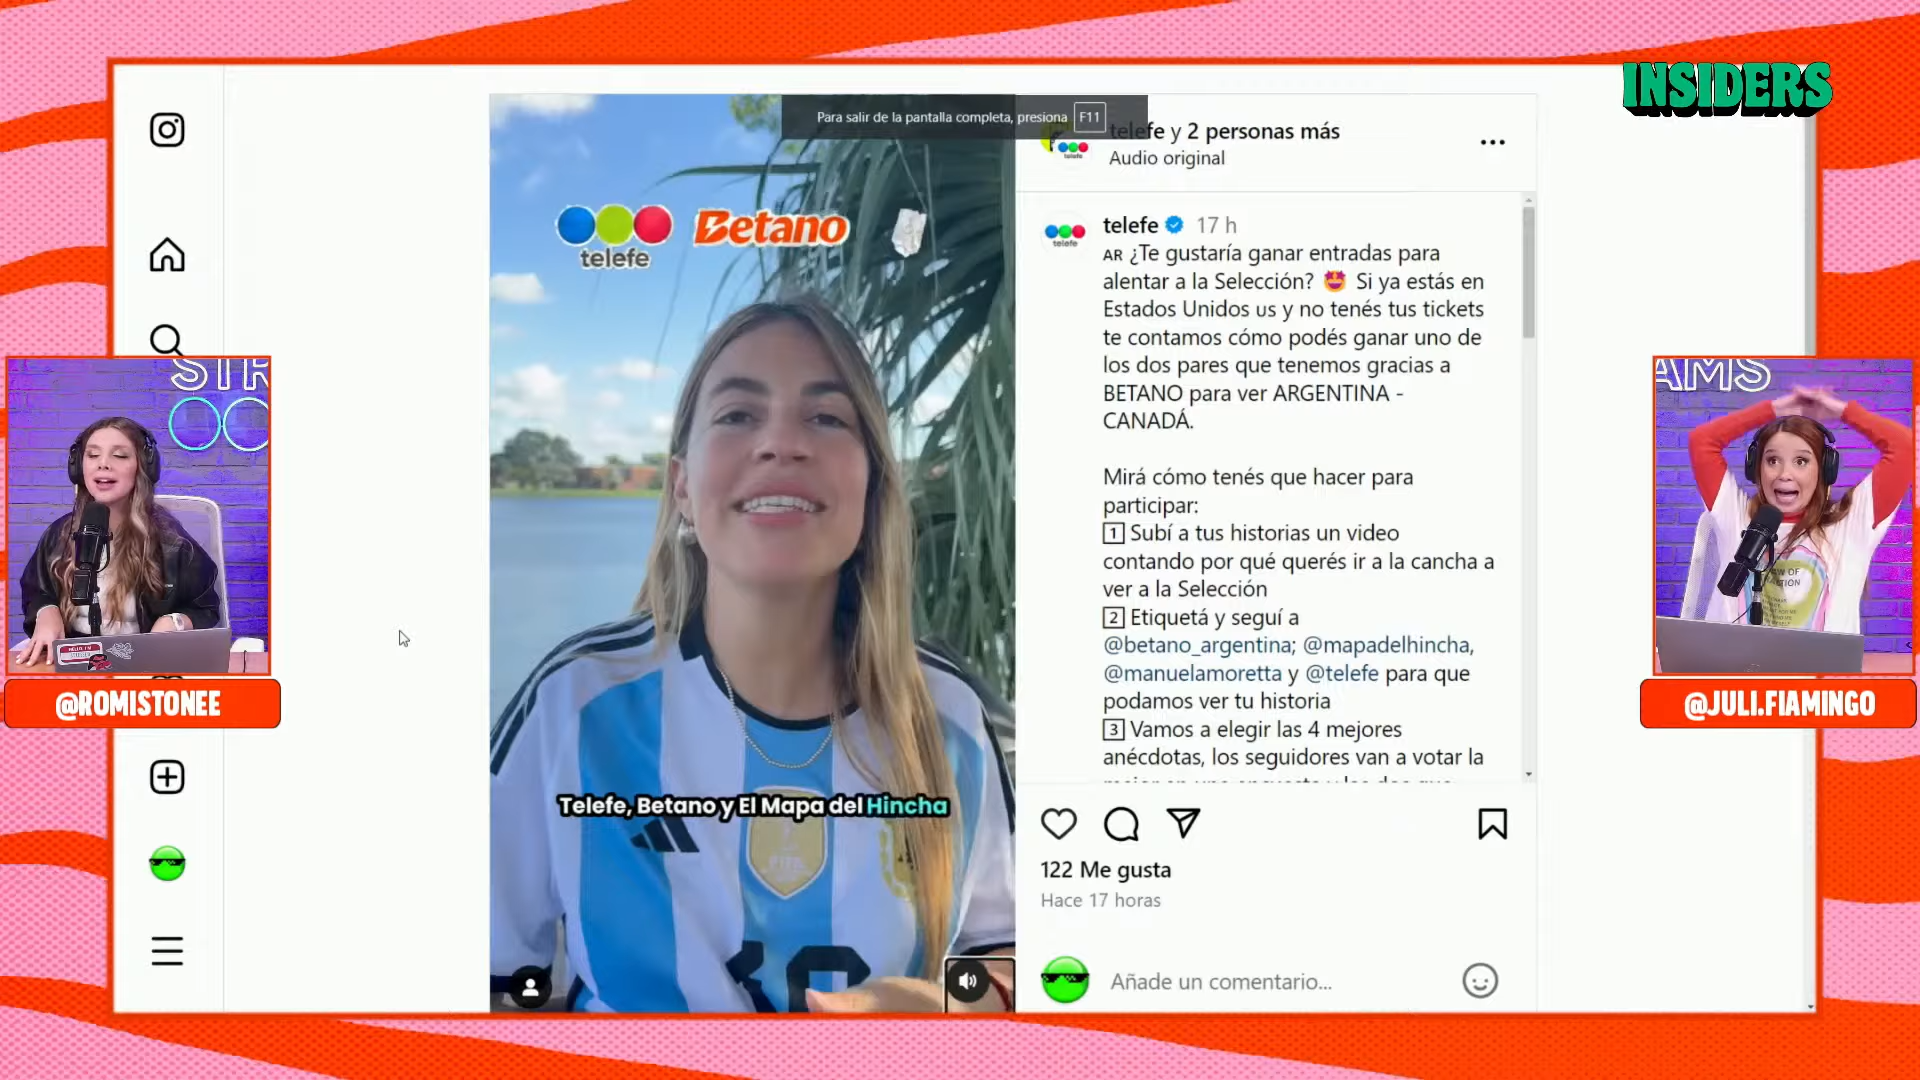 INSIDERS
Para salir de la pantalla completa, presiona F11
telefe y 2 personas más
Audio original
telefe
Betano
telefe 17 h
AR ¿Te gustaría ganar entradas para
alentar a la Selección? 🤩 Si ya estás en
Estados Unidos US y no tenés tus tickets
te contamos cómo podés ganar uno de
los dos pares que tenemos gracias a
BETANO para ver ARGENTINA -
CANADÁ.
Mirá cómo tenés que hacer para
participar:
1 Subí a tus historias un video
contando por qué querés ir a la cancha a
ver a la Selección
2 Etiquetá y seguí a
@betano_argentina; @mapadelhincha,
@manuelamoretta y @telefe para que
podamos ver tu historia
3 Vamos a elegir las 4 mejores
anécdotas, los seguidores van a votar la
Telefe, Betano y El Mapa del Hincha
FIFA
10
122 Me gusta
Hace 17 horas
Añade un comentario...
STR
AMS
@ROMISTONEE
@JULI.FIAMINGO